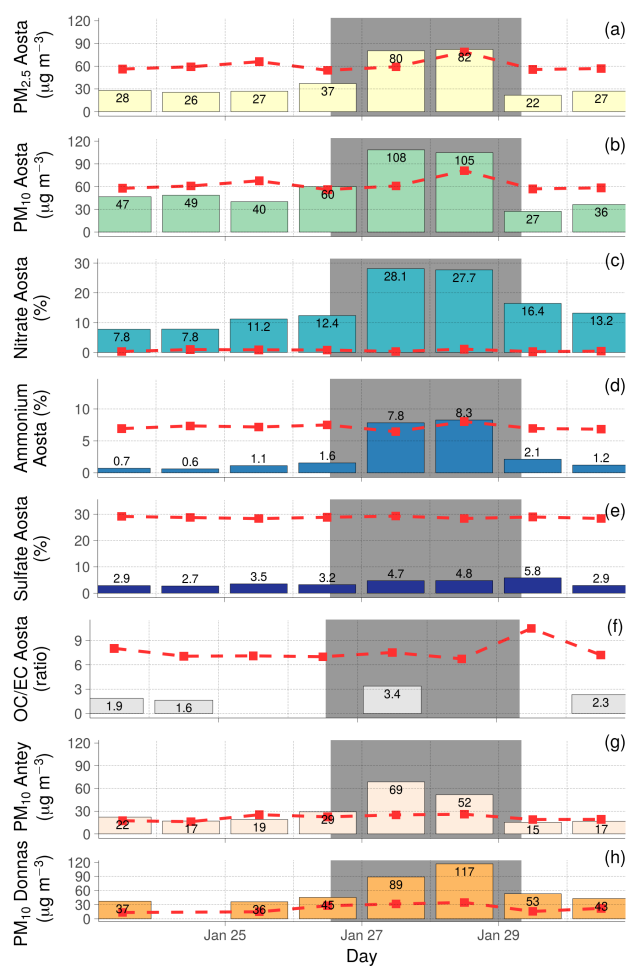 PM2.5 Aosta
(µg m−3)
120
90
60
30
0
(a)
28 26 27 37 80 82 22 27
PM10 Aosta
(µg m−3)
120
90
60
30
0
(b)
47 49 40 60 108 105 27 36
Nitrate Aosta
(%)
30
20
10
0
(c)
7.8 7.8 11.2 12.4 28.1 27.7 16.4 13.2
Ammonium
Aosta (%)
10
5
0
(d)
0.7 0.6 1.1 1.6 7.8 8.3 2.1 1.2
Sulfate Aosta
(%)
30
20
10
0
(e)
2.9 2.7 3.5 3.2 4.7 4.8 5.8 2.9
OC/EC Aosta
(ratio)
9
6
3
0
(f)
1.9 1.6 3.4 2.3
PM10 Antey
(µg m−3)
120
90
60
30
0
(g)
22 17 19 29 69 52 15 17
PM10 Donnas
(µg m−3)
120
90
60
30
0
(h)
37 36 45 89 117 53 43
Jan 25 Jan 27 Jan 29
Day